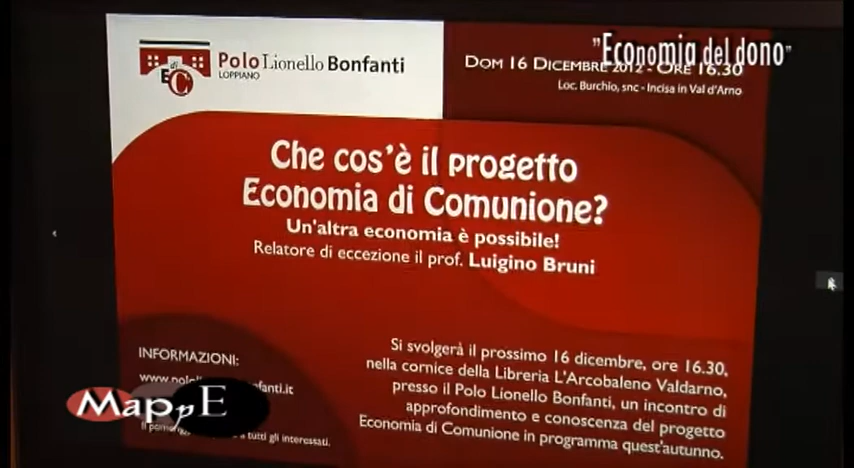 "Economia del dono"
di
EC
Polo Lionello Bonfanti
LOPPIANO
DOM 16 DICEMBRE 2012 - ORE 16.30
LOC. BURCHIO, SNC - INCISA IN VAL D'ARNO
Che cos'è il progetto
Economia di Comunione?
Un'altra economia è possibile!
Relatore di eccezione il prof. Luigino Bruni
INFORMAZIONI:
MappE
a tutti gli interessati.
Si svolgerà il prossimo 16 dicembre, ore 16.30,
nella cornice della Libreria L'Arcobaleno Valdarno,
presso il Polo Lionello Bonfanti, un incontro di
approfondimento e conoscenza del progetto
Economia di Comunione in programma quest'autunno.